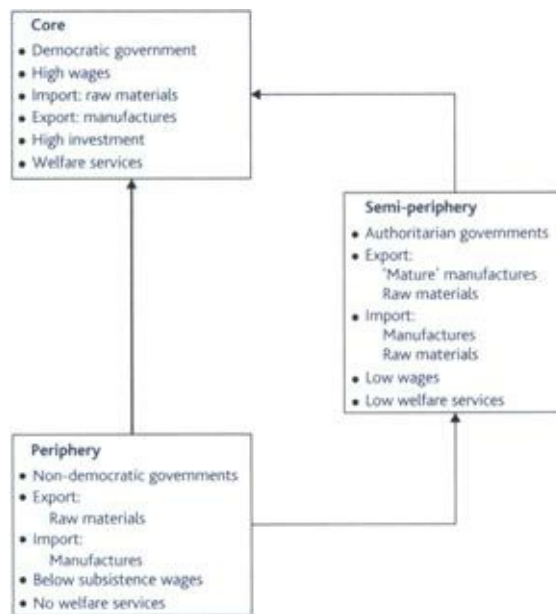 Core
• Democratic government
• High wages
• Import: raw materials
• Export: manufactures
• High investment
• Welfare services
Semi-periphery
• Authoritarian governments
• Export:
'Mature' manufactures
Raw materials
• Import:
Manufactures
Raw materials
• Low wages
• Low welfare services
Periphery
• Non-democratic governments
• Export:
Raw materials
• Import:
Manufactures
• Below subsistence wages
• No welfare services